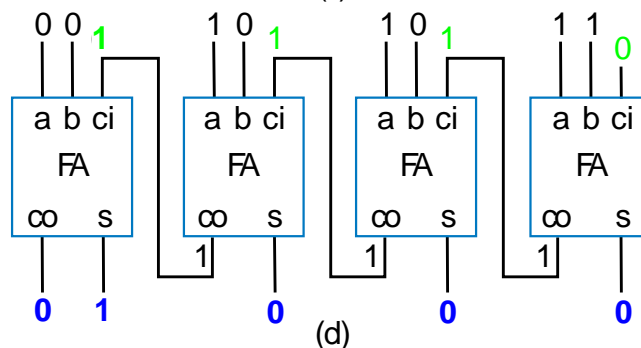 0 0 1 1 0 1 1 0 1 1 1 0
a b ci a b ci a b ci a b ci
FA FA FA FA
co s co s co s co s
1 1 1
0 1 0 0 0
(d)